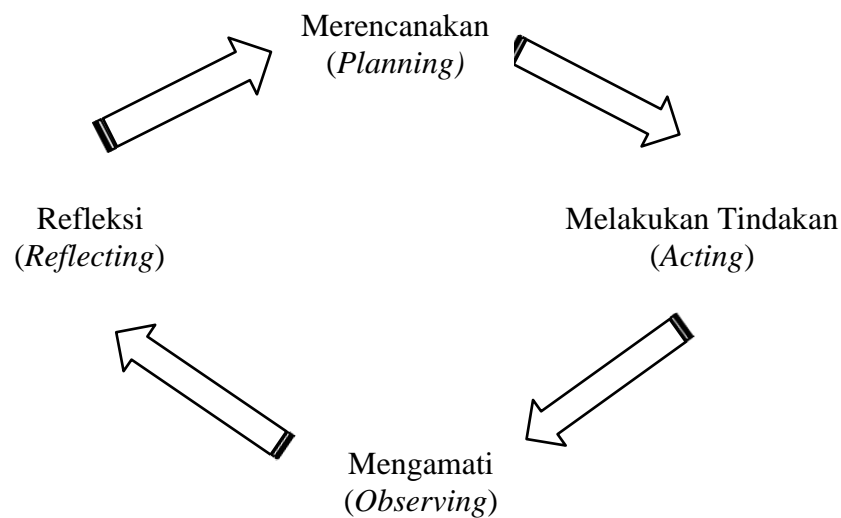 Merencanakan
(Planning)
Refleksi
(Reflecting)
Melakukan Tindakan
(Acting)
Mengamati
(Observing)